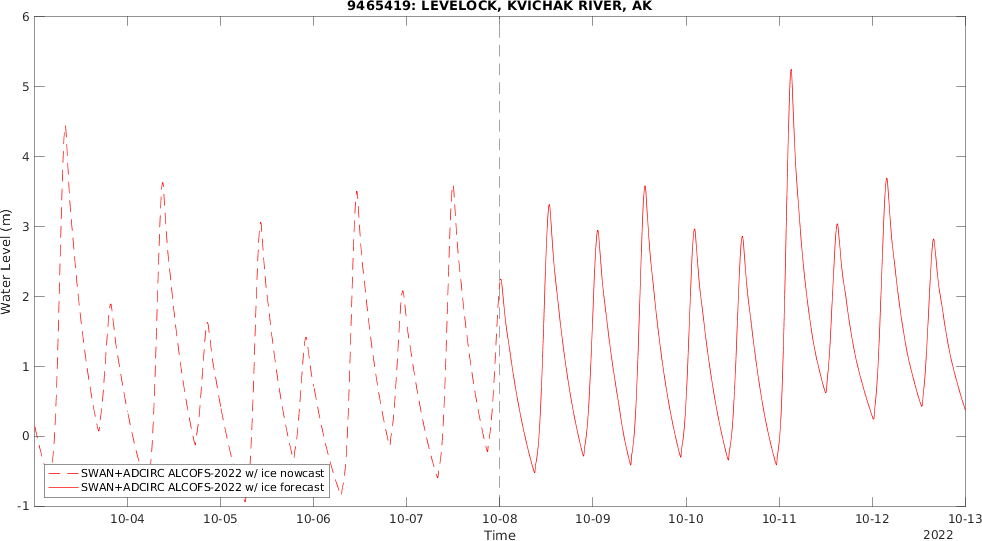 9465419: LEVELOCK, KVICHAK RIVER, AK
6
5
4
3
2
1
0
-1
Water Level (m)
SWAN+ADCIRC ALCOFS-2022 w/ ice nowcast
SWAN+ADCIRC ALCOFS-2022 w/ ice forecast
10-04 10-05 10-06 10-07 10-08 10-09 10-10 10-11 10-12 10-13
Time
2022